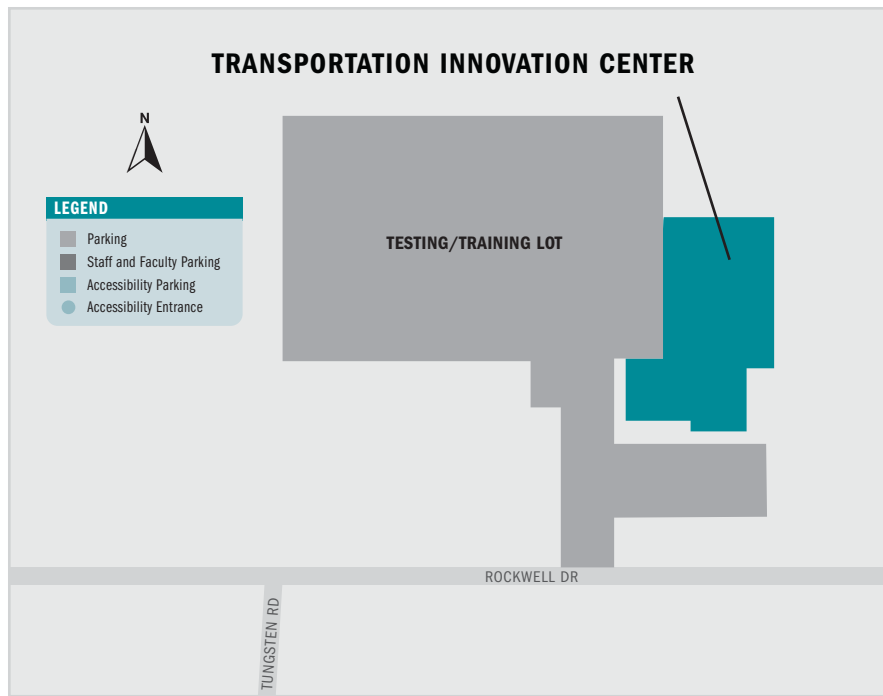 TRANSPORTATION INNOVATION CENTER
N
LEGEND
Parking
Staff and Faculty Parking
Accessibility Parking
Accessibility Entrance
TESTING/TRAINING LOT
ROCKWELL DR
TUNGSTEN RD